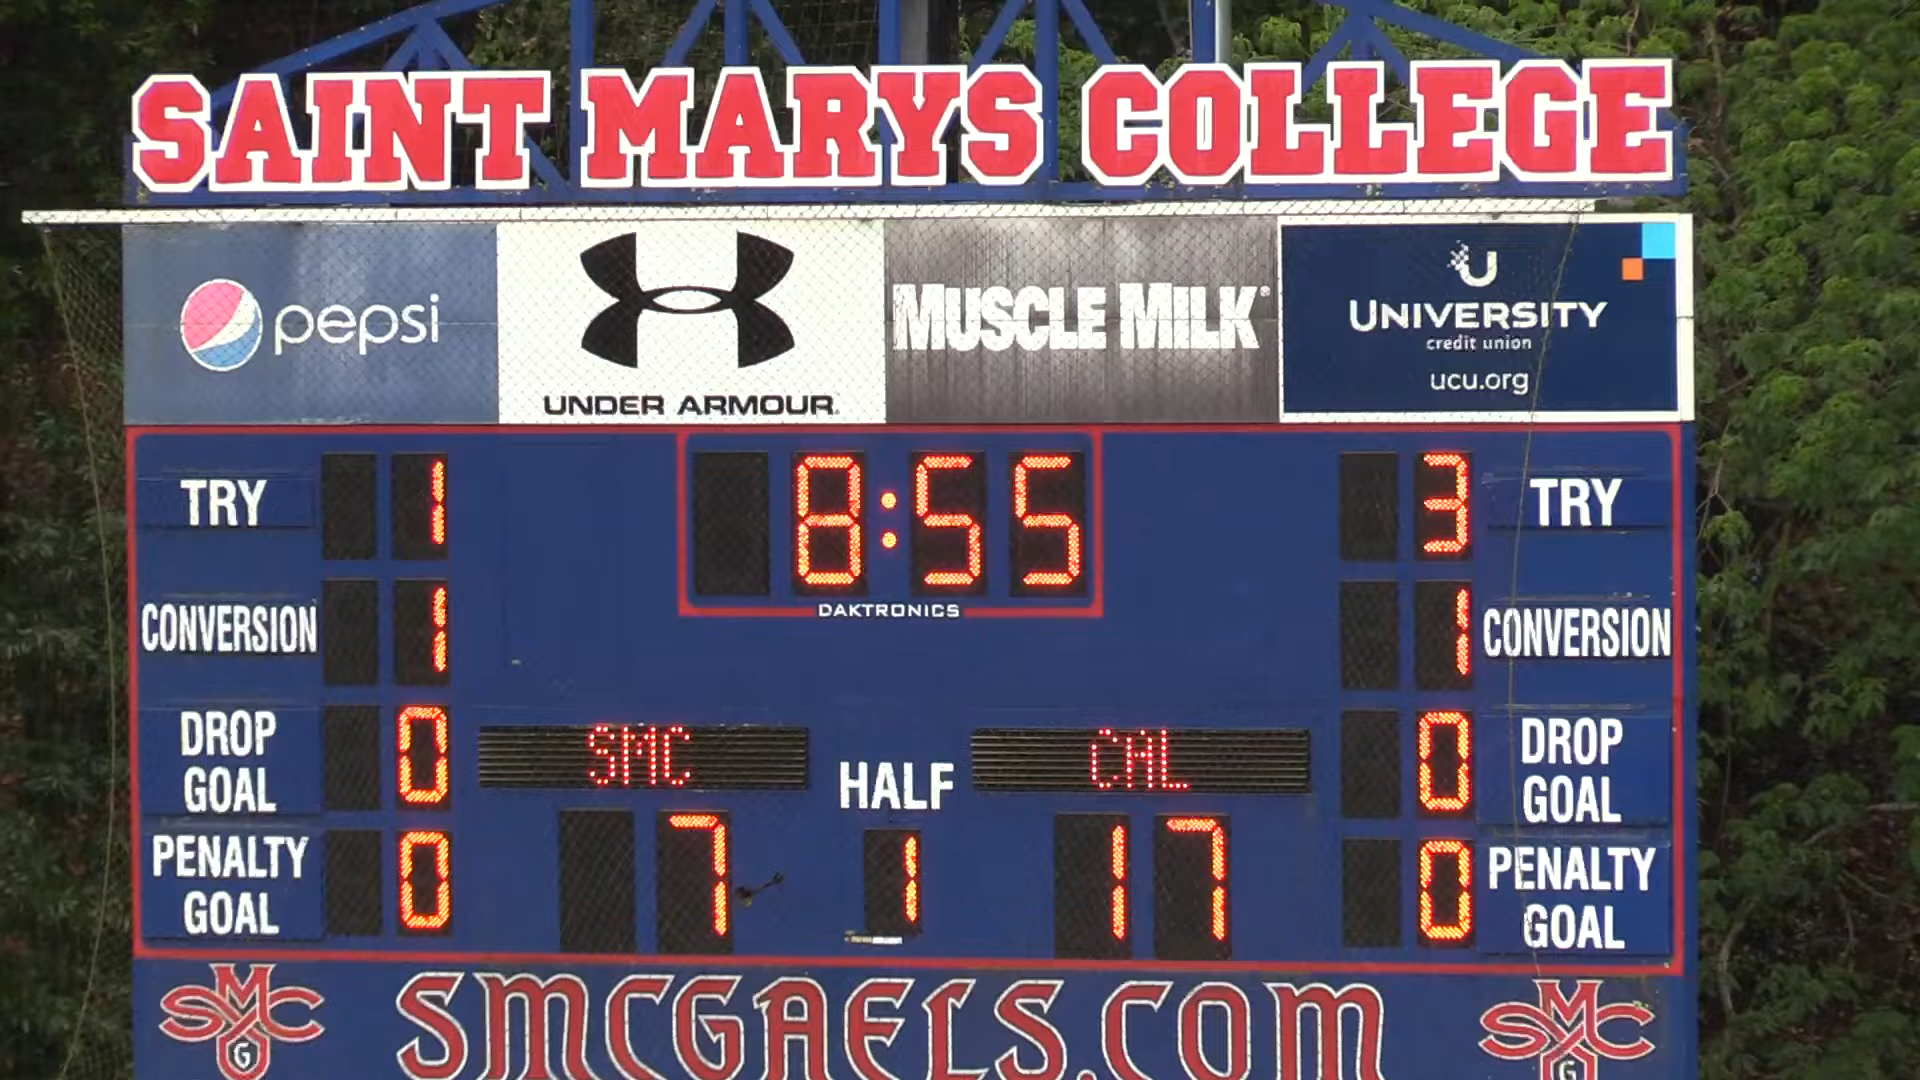 SAINT MARYS COLLEGE
pepsi
UNDER ARMOUR
MUSCLE MILK®
U
UNIVERSITY
credit union
ucu.org
TRY 1
8:55
3 TRY
DAKTRONICS
CONVERSION 1
1 CONVERSION
DROP GOAL 0
SMC
HALF
CAL
0 DROP GOAL
PENALTY GOAL 0
7
1
17
0 PENALTY GOAL
SMC G
SMCGAELS.COM
SMC G